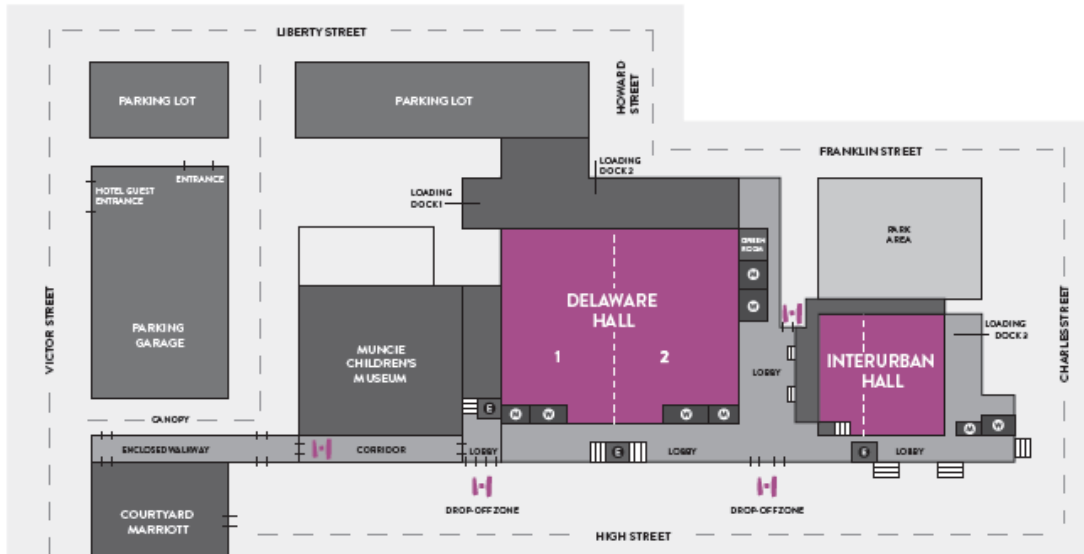 LIBERTY STREET
PARKING LOT
PARKING LOT
HOWARD
STREET
FRANKLIN STREET
LOADING
DOCK 2
ENTRANCE
HOTEL GUEST
ENTRANCE
LOADING
DOCK 1
PARK
AREA
GREEN
ROOM
M
W
VICTOR STREET
PARKING
GARAGE
MUNCIE
CHILDREN'S
MUSEUM
DELAWARE
HALL
1
2
LOADING
DOCK 3
CHARLES STREET
INTERURBAN
HALL
LOBBY
E
M
W
W
M
CANOPY
M
W
ENCLOSED WALKWAY
CORRIDOR
LOBBY
E
LOBBY
E
LOBBY
COURTYARD
MARRIOTT
DROP-OFF ZONE
DROP-OFF ZONE
HIGH STREET